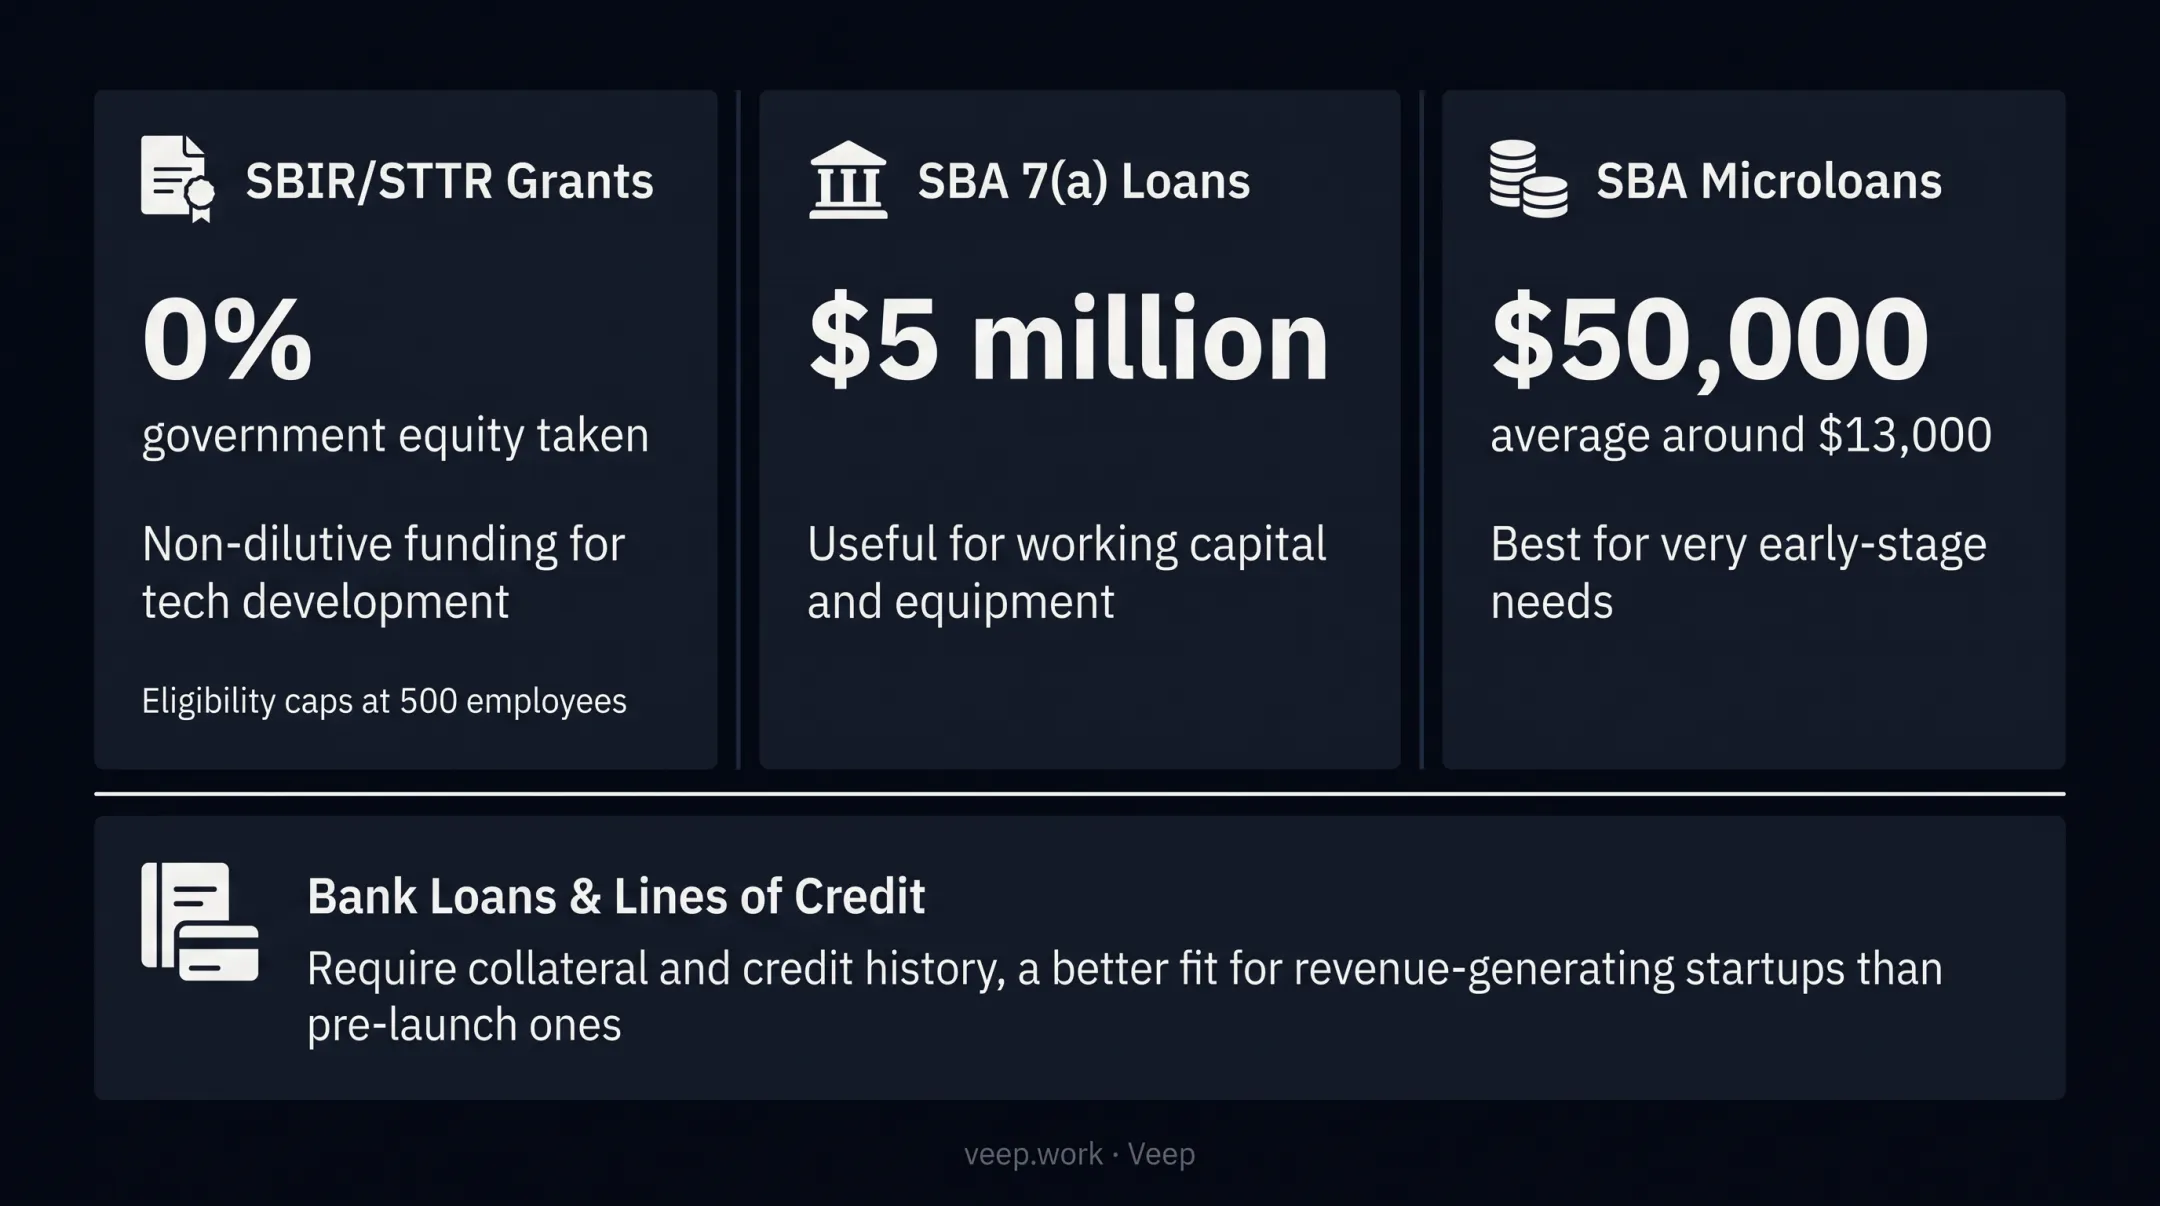 SBIR/STTR Grants
0%
government equity taken
Non-dilutive funding for
tech development
Eligibility caps at 500 employees
SBA 7(a) Loans
$5 million
Useful for working capital
and equipment
SBA Microloans
$50,000
average around $13,000
Best for very early-stage
needs
Bank Loans & Lines of Credit
Require collateral and credit history, a better fit for revenue-generating startups than
pre-launch ones
veep.work · Veep